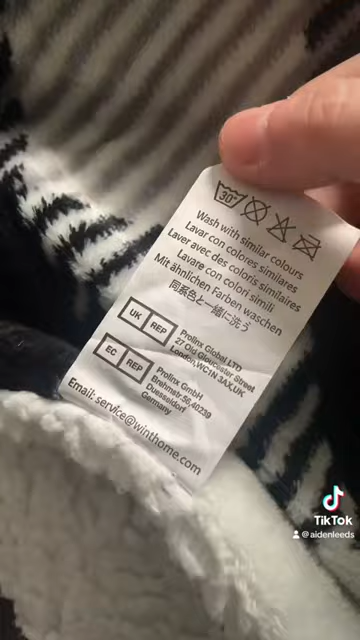 30°
Wash with similar colours
Lavar con colores similares
Laver avec des coloris similaires
Lavare con colori simili
Mit ähnlichen Farben waschen
同系色と一緒に洗う
UK REP
Prolinx Global LTD
27 Old Gloucester Street
London,WC1N 3AX,UK
EC REP
Prolinx GmbH
Brehmstr.56,40239
Duesseldorf
Germany
Email: service@winthome.com
TikTok
@aidenleeds